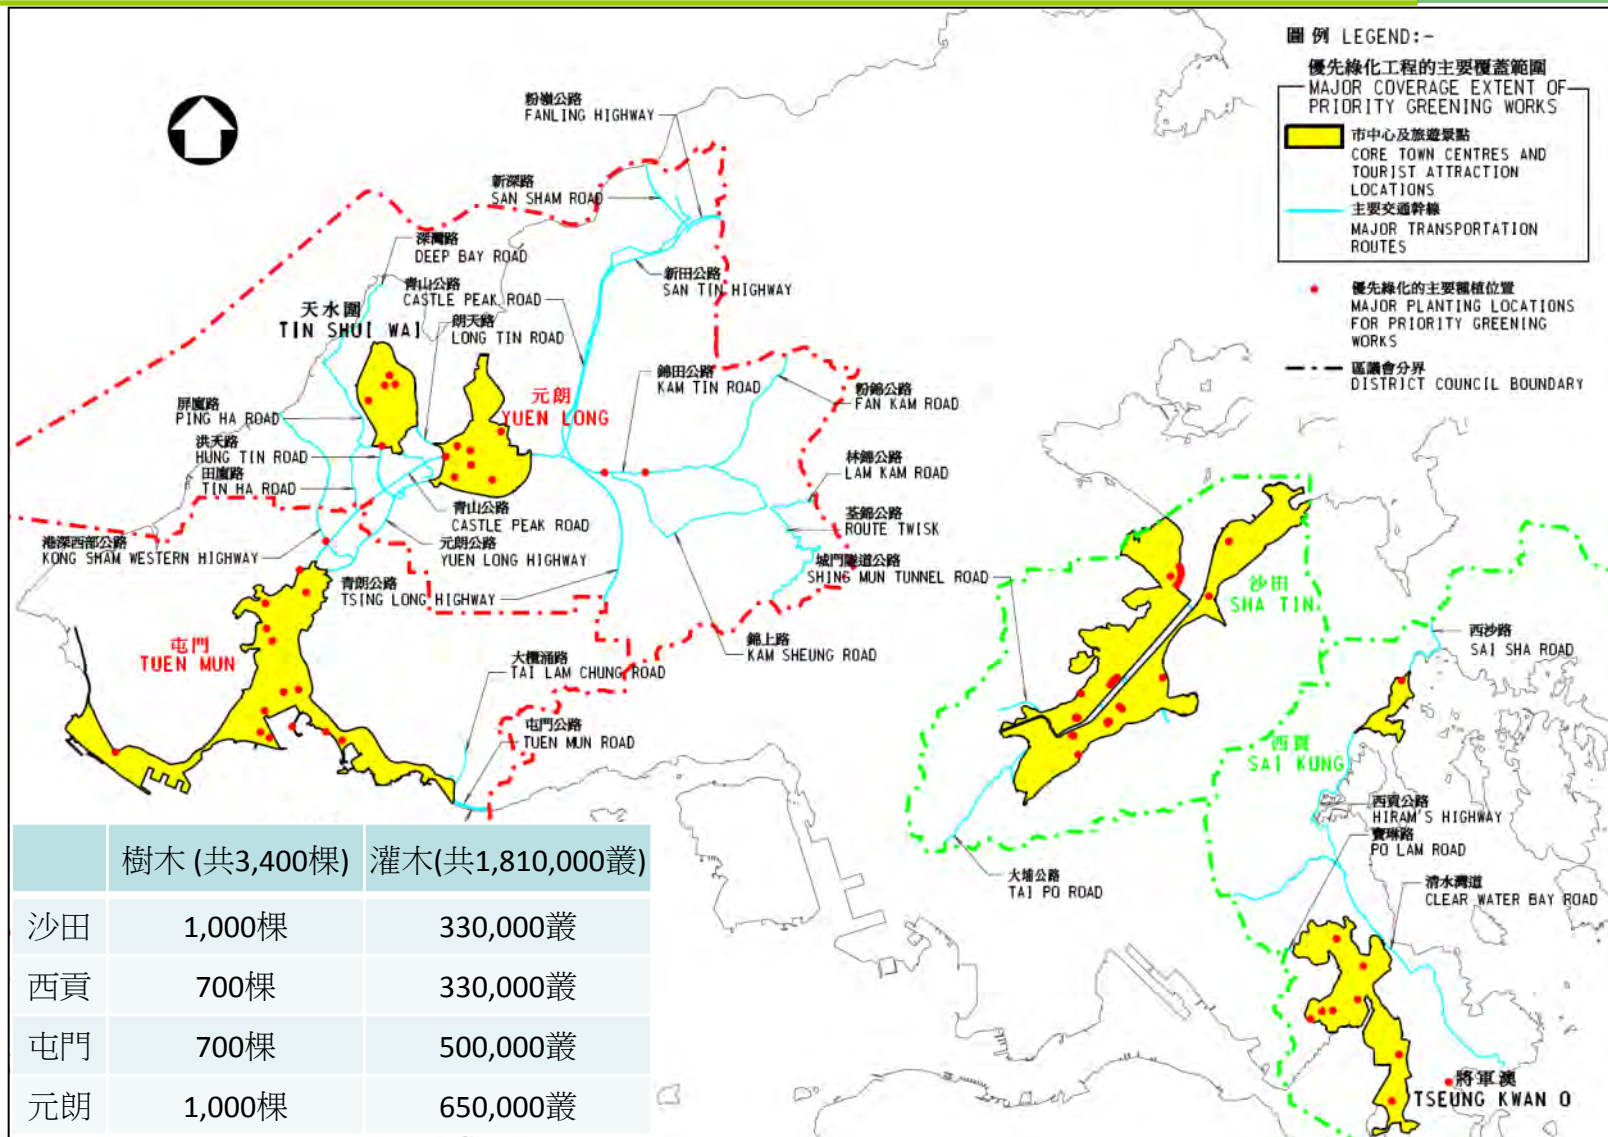 圖例 LEGEND:-
優先綠化工程的主要覆蓋範圍
MAJOR COVERAGE EXTENT OF
PRIORITY GREENING WORKS
市中心及旅遊景點
CORE TOWN CENTRES AND
TOURIST ATTRACTION
LOCATIONS
主要交通幹線
MAJOR TRANSPORTATION
ROUTES
優先綠化的主要種植位置
MAJOR PLANTING LOCATIONS
FOR PRIORITY GREENING
WORKS
區議會分界
DISTRICT COUNCIL BOUNDARY
粉嶺公路
FANLING HIGHWAY
新深路
SAN SHAM ROAD
深灣路
DEEP BAY ROAD
新田公路
SAN TIN HIGHWAY
青山公路
CASTLE PEAK ROAD
天水圍
TIN SHUI WAI
朗天路
LONG TIN ROAD
錦田公路
KAM TIN ROAD
粉錦公路
FAN KAM ROAD
元朗
YUEN LONG
屏廈路
PING HA ROAD
洪天路
HUNG TIN ROAD
田廈路
TIN HA ROAD
林錦公路
LAM KAM ROAD
青山公路
CASTLE PEAK ROAD
荃錦公路
ROUTE TWISK
港深西部公路
KONG SHAM WESTERN HIGHWAY
元朗公路
YUEN LONG HIGHWAY
城門隧道公路
SHING MUN TUNNEL ROAD
青朗公路
TSING LONG HIGHWAY
沙田
SHA TIN
屯門
TUEN MUN
錦上路
KAM SHEUNG ROAD
西沙路
SAI SHA ROAD
大欖涌路
TAI LAM CHUNG ROAD
屯門公路
TUEN MUN ROAD
西貢
SAI KUNG
西貢公路
HIRAM'S HIGHWAY
寶琳路
PO LAM ROAD
大埔公路
TAI PO ROAD
清水灣道
CLEAR WATER BAY ROAD
將軍澳
TSEUNG KWAN O
樹木 (共3,400棵) 灌木(共1,810,000叢)
沙田 1,000棵 330,000叢
西貢 700棵 330,000叢
屯門 700棵 500,000叢
元朗 1,000棵 650,000叢